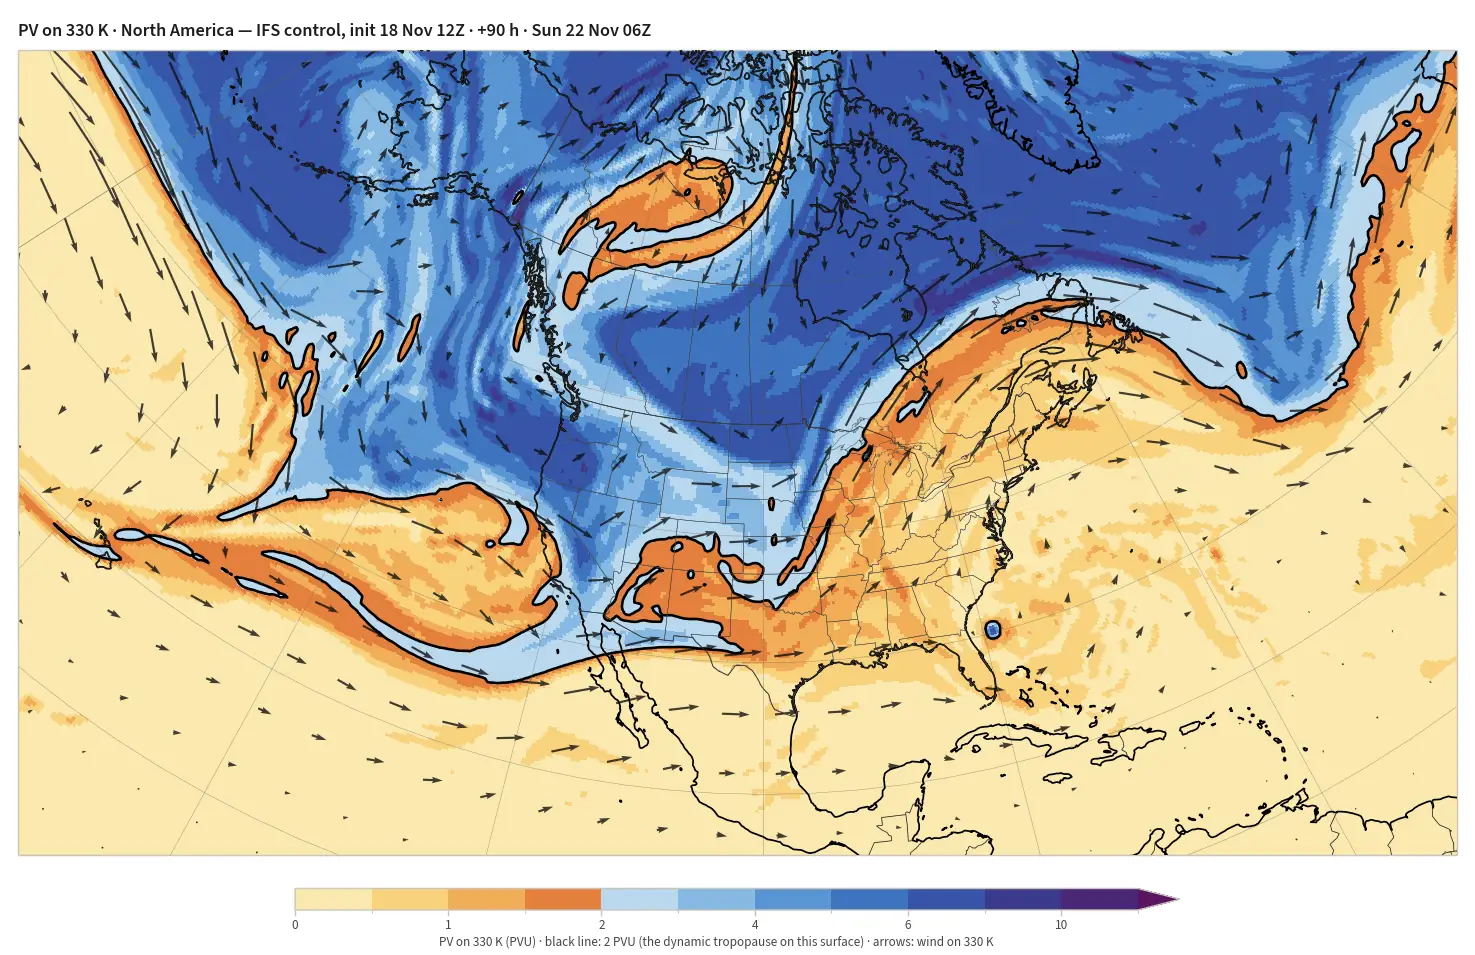 PV on 330 K · North America — IFS control, init 18 Nov 12Z · +90 h · Sun 22 Nov 06Z
0 1 2 4 6 10
PV on 330 K (PVU) · black line: 2 PVU (the dynamic tropopause on this surface) · arrows: wind on 330 K